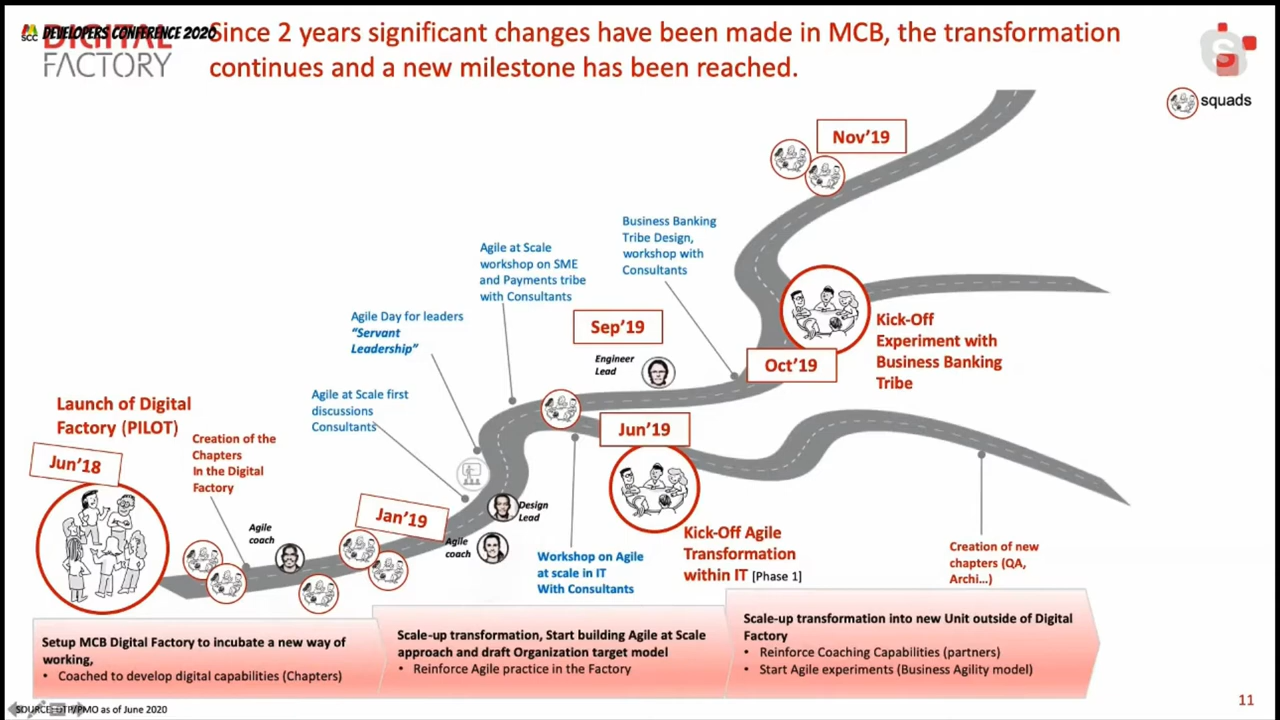 SCC DEVELOPERS CONFERENCE 2020
DIGITAL
FACTORY
Since 2 years significant changes have been made in MCB, the transformation
continues and a new milestone has been reached.
squads
Nov’19
Business Banking
Tribe Design,
workshop with
Consultants
Agile at Scale
workshop on SME
and Payments tribe
with Consultants
Agile Day for leaders
“Servant
Leadership”
Sep’19
Engineer
Lead
Kick-Off
Experiment with
Business Banking
Tribe
Oct’19
Agile at Scale first
discussions
Consultants
Launch of Digital
Factory (PILOT)
Jun’18
Creation of the
Chapters
In the Digital
Factory
Jun’19
Jan’19
Agile
coach
Design
Lead
Agile
coach
Workshop on Agile
at scale in IT
With Consultants
Kick-Off Agile
Transformation
within IT [Phase 1]
Creation of new
chapters (QA,
Archi...)
Setup MCB Digital Factory to incubate a new way of
working,
• Coached to develop digital capabilities (Chapters)
Scale-up transformation, Start building Agile at Scale
approach and draft Organization target model
• Reinforce Agile practice in the Factory
Scale-up transformation into new Unit outside of Digital
Factory
• Reinforce Coaching Capabilities (partners)
• Start Agile experiments (Business Agility model)
SOURCE: DTP/PMO as of June 2020
11